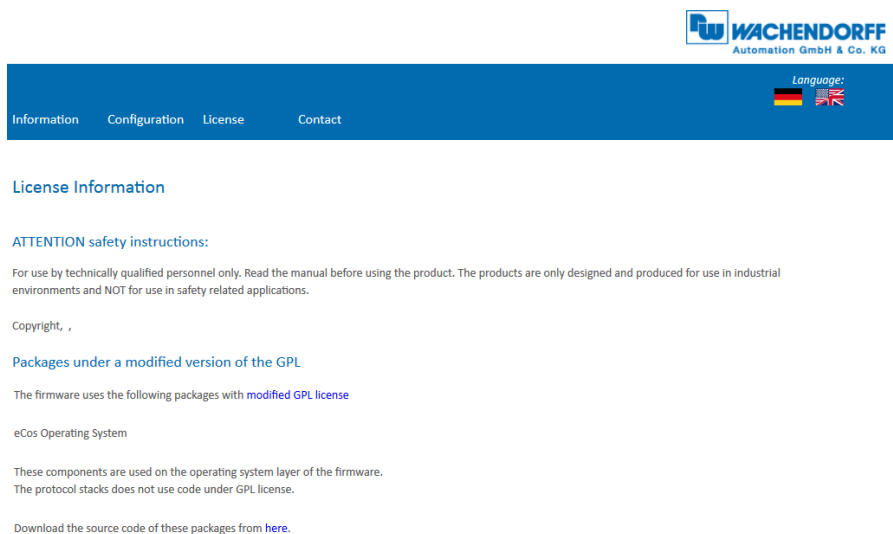 WACHENDORFF
Automation GmbH & Co. KG
Language:
Information Configuration License Contact
License Information
ATTENTION safety instructions:
For use by technically qualified personnel only. Read the manual before using the product. The products are only designed and produced for use in industrial
environments and NOT for use in safety related applications.
Copyright, ,
Packages under a modified version of the GPL
The firmware uses the following packages with modified GPL license
eCos Operating System
These components are used on the operating system layer of the firmware.
The protocol stacks does not use code under GPL license.
Download the source code of these packages from here.